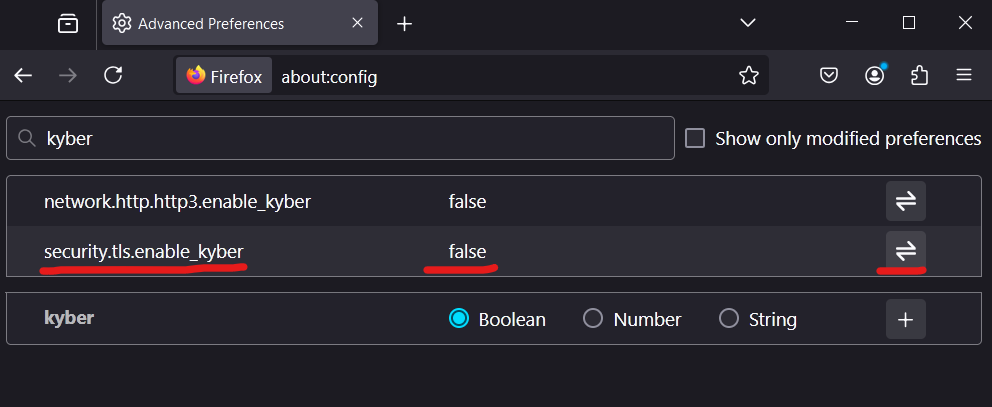 Advanced Preferences
Firefox about:config
kyber Show only modified preferences
network.http.http3.enable_kyber false
security.tls.enable_kyber false
kyber Boolean Number String